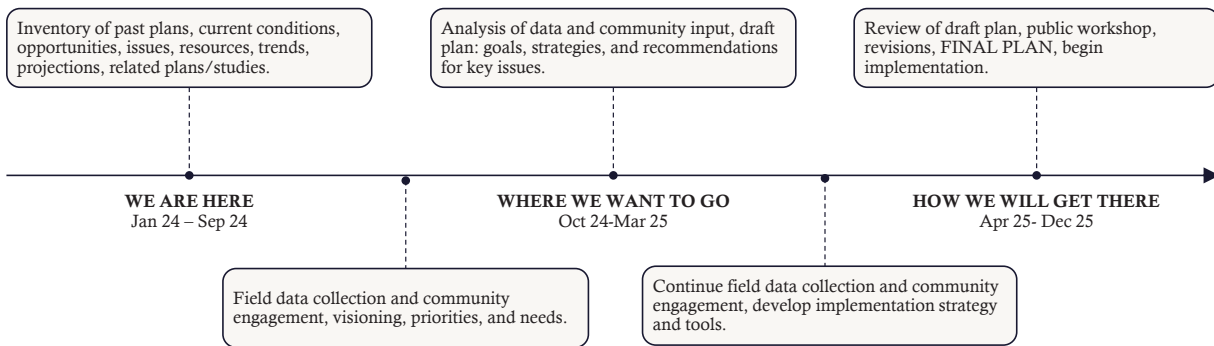 Inventory of past plans, current conditions,
opportunities, issues, resources, trends,
projections, related plans/studies.
Analysis of data and community input, draft
plan: goals, strategies, and recommendations
for key issues.
Review of draft plan, public workshop,
revisions, FINAL PLAN, begin
implementation.
WE ARE HERE
Jan 24 – Sep 24
WHERE WE WANT TO GO
Oct 24-Mar 25
HOW WE WILL GET THERE
Apr 25- Dec 25
Field data collection and community
engagement, visioning, priorities, and needs.
Continue field data collection and community
engagement, develop implementation strategy
and tools.